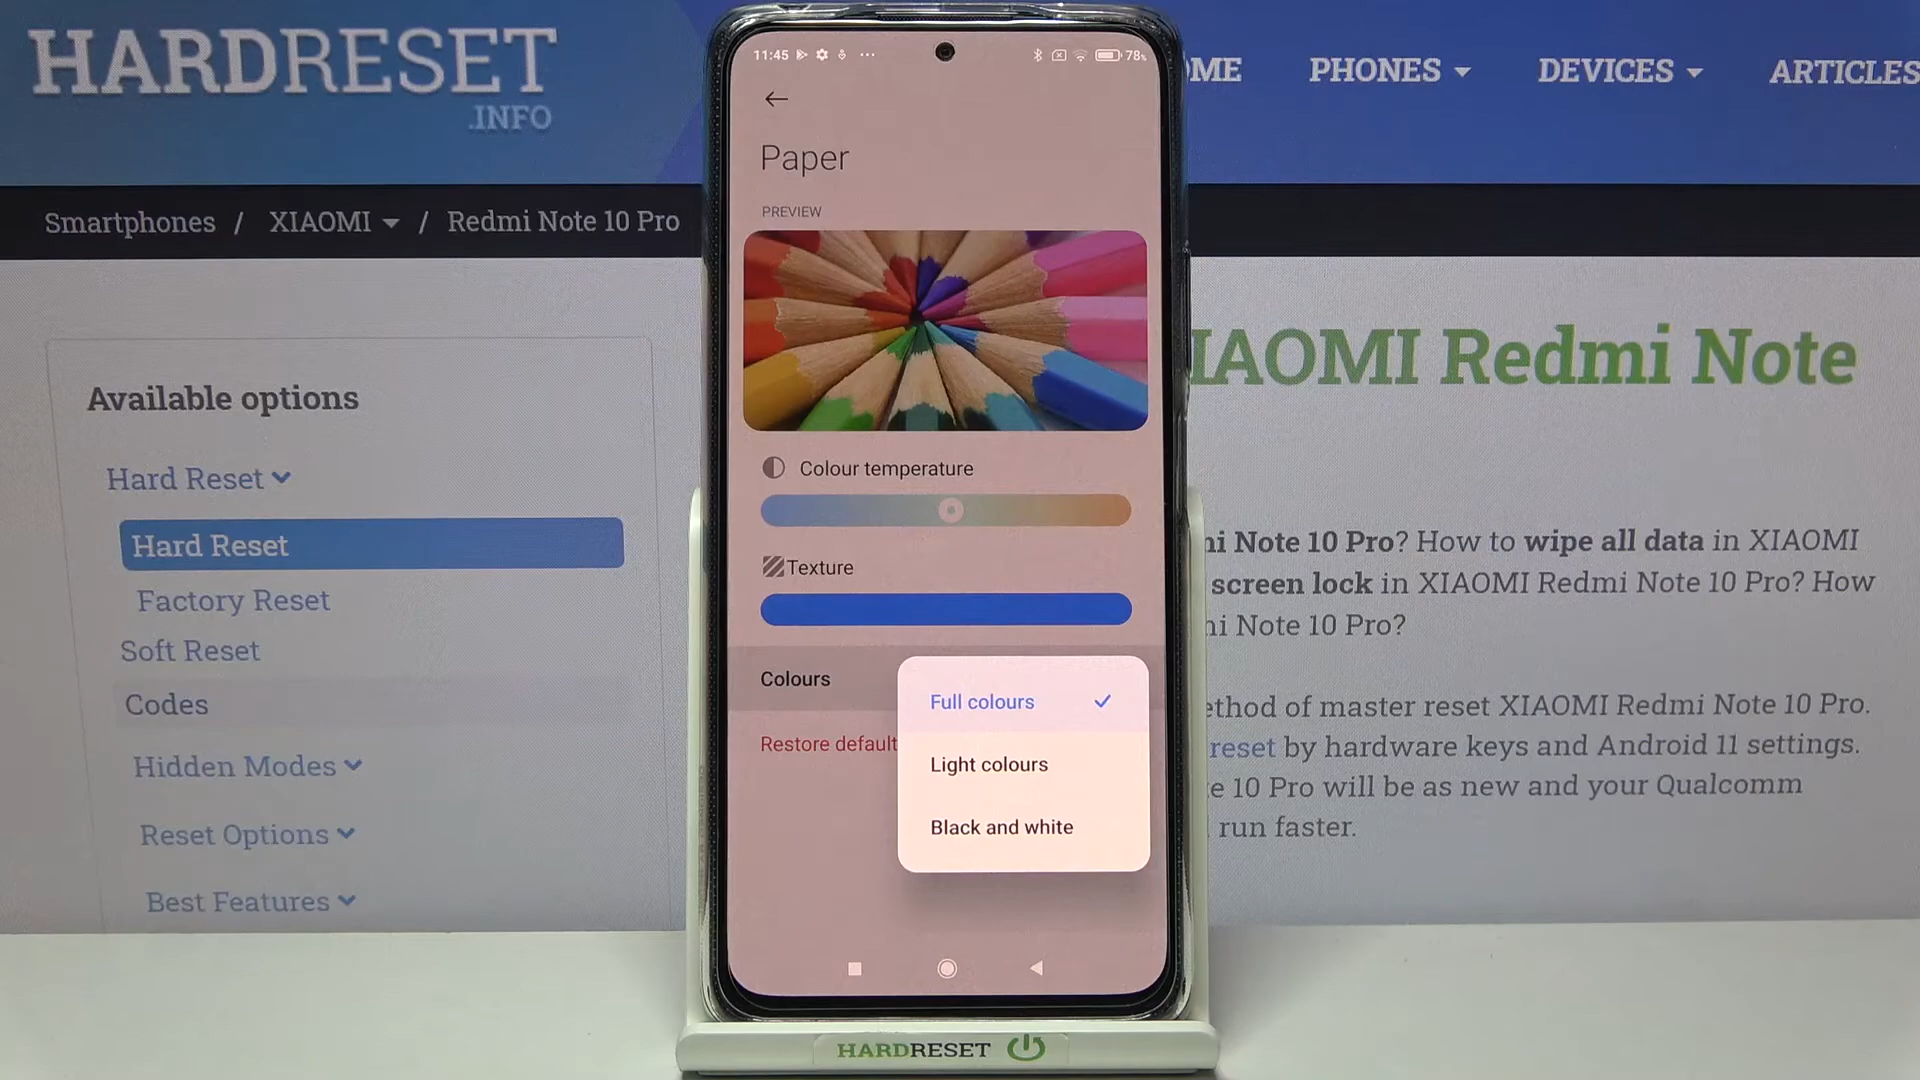 HARDRESET
.INFO
OME PHONES DEVICES ARTICLES
Smartphones / XIAOMI / Redmi Note 10 Pro
Available options
Hard Reset
Hard Reset
Factory Reset
Soft Reset
Codes
Hidden Modes
Reset Options
Best Features
11:45 ... 78%
Paper
PREVIEW
Colour temperature
Texture
Colours
Restore default
Full colours
Light colours
Black and white
IAOMI Redmi Note
Note 10 Pro? How to wipe all data in XIAOMI
screen lock in XIAOMI Redmi Note 10 Pro? How
Note 10 Pro?
ethod of master reset XIAOMI Redmi Note 10 Pro.
reset by hardware keys and Android 11 settings.
10 Pro will be as new and your Qualcomm
run faster.
HARDRESET